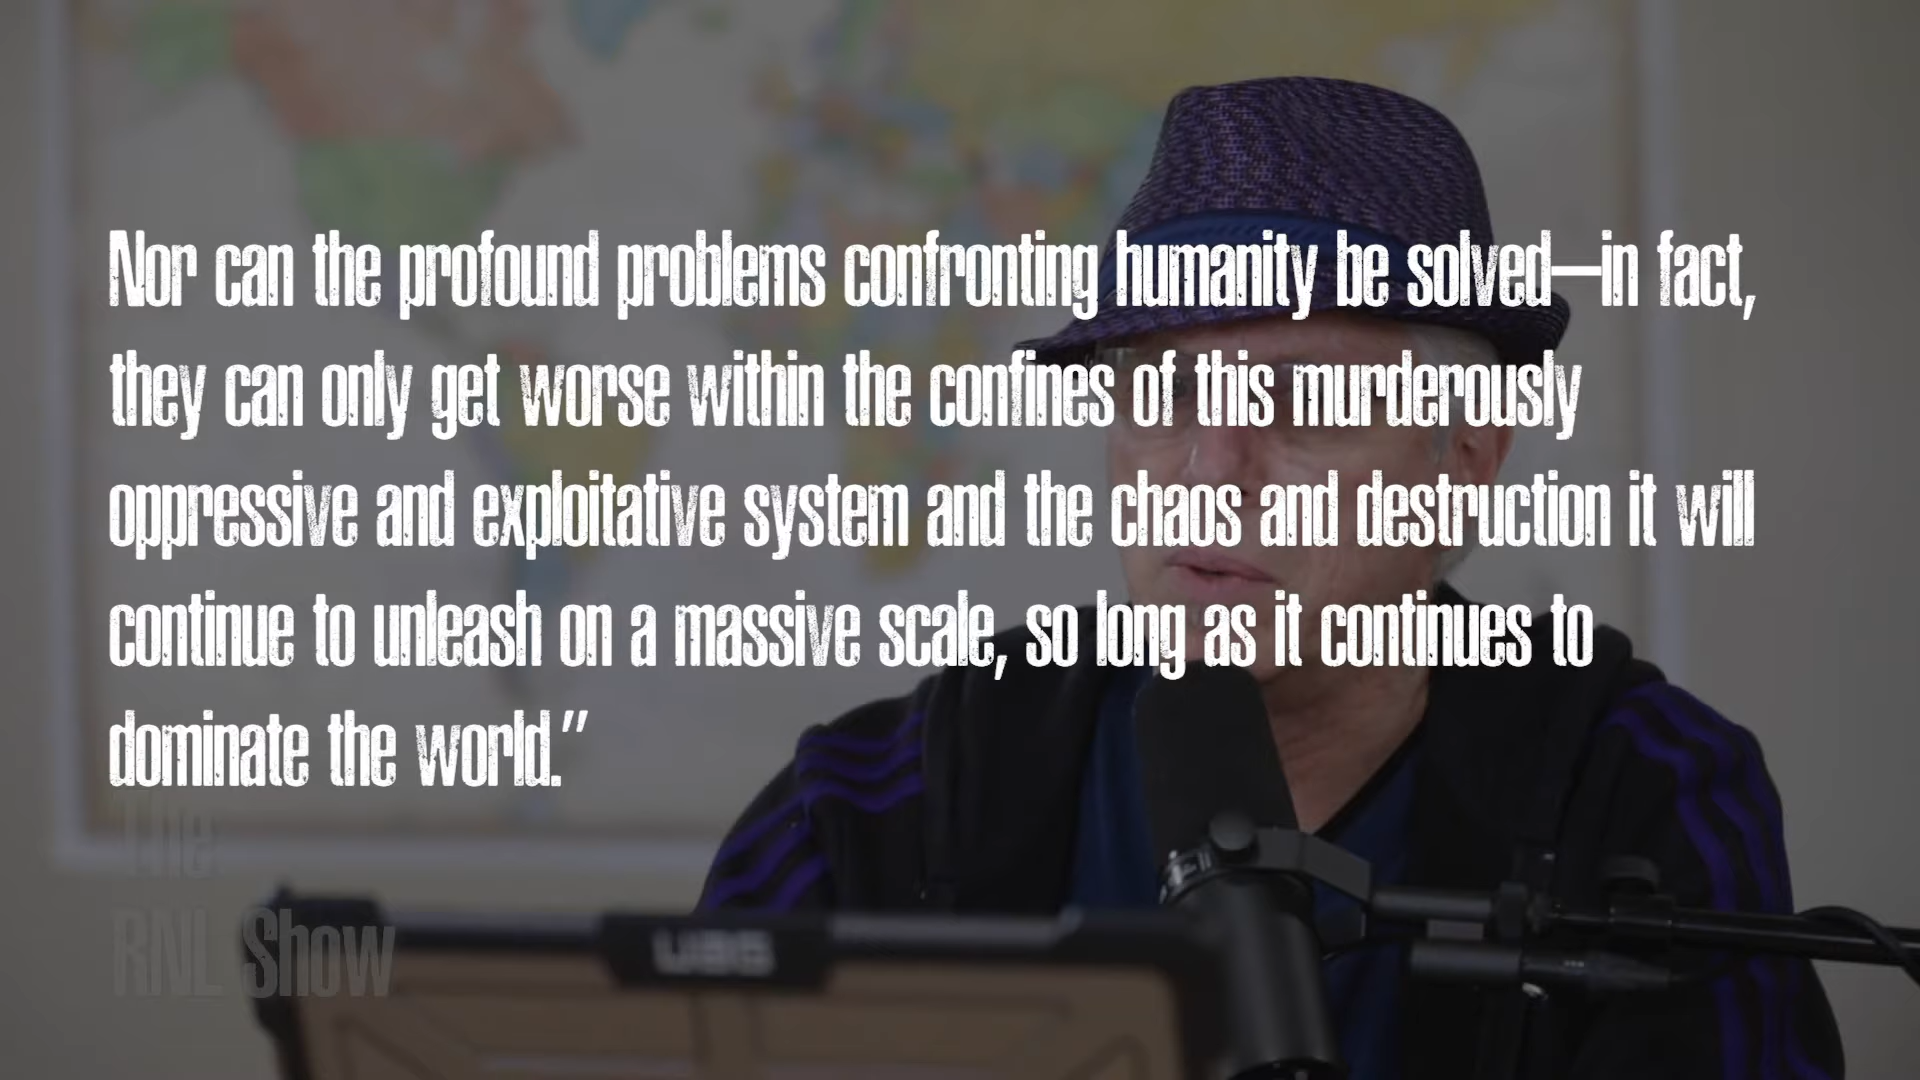 Nor can the profound problems confronting humanity be solved—in fact,
they can only get worse within the confines of this murderously
oppressive and exploitative system and the chaos and destruction it will
continue to unleash on a massive scale, so long as it continues to
dominate the world.”
The
RNL Show
UAG